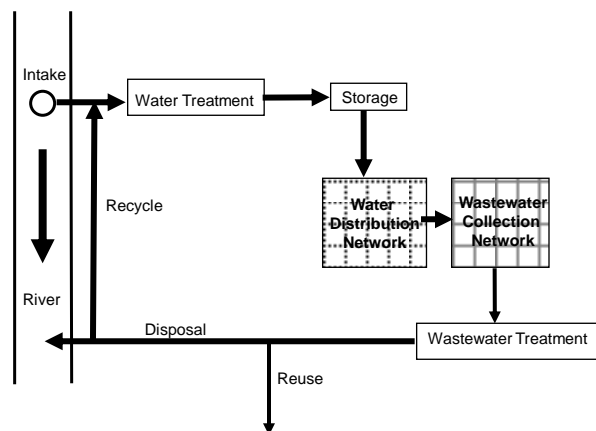 Intake
Water Treatment
Storage
Recycle
Water
Distribution
Network
Wastewater
Collection
Network
River
Disposal
Wastewater Treatment
Reuse